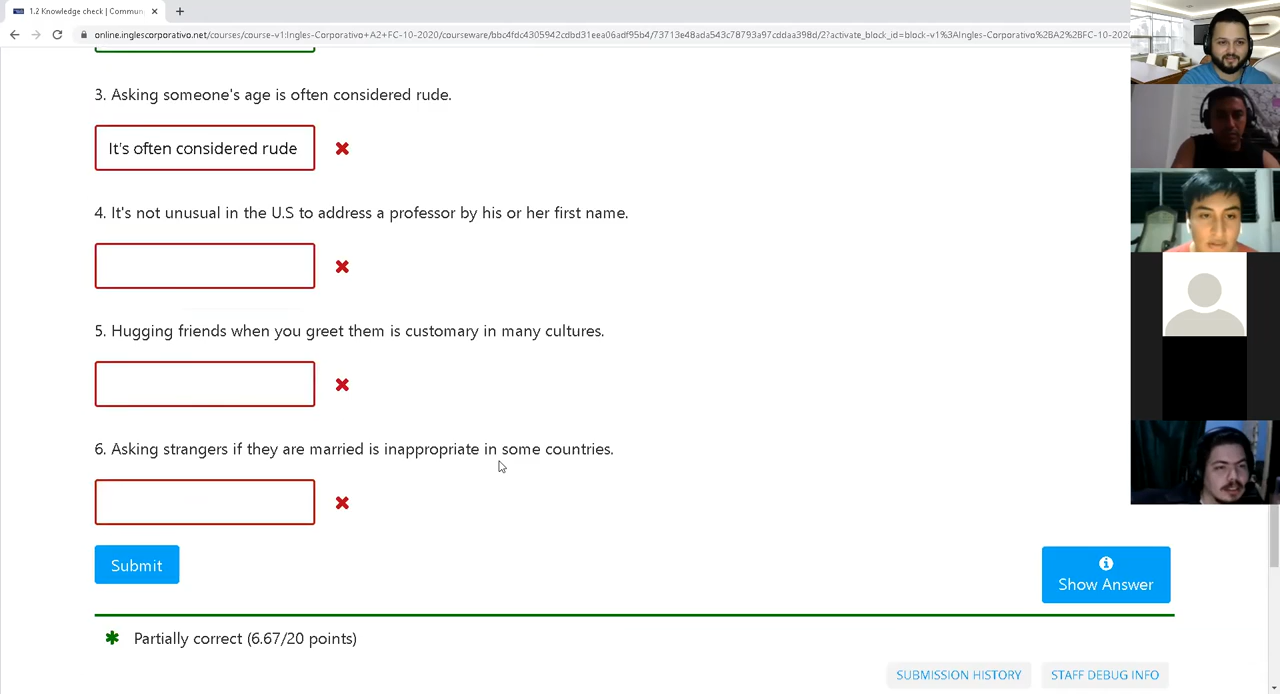 1.2 Knowledge check | Commun
online.inglescorporativo.net/courses/course-v1:Ingles-Corporativo+A2+FC-10-2020/courseware/bbc4fdc4305942cdbd31eea06adf95b4/73713e48ada543c78793a97cddaa398d/2?activate_block_id=block-v1%3AIngles-Corporativo%2BA2%2BFC-10-2020
3. Asking someone's age is often considered rude.
It's often considered rude
4. It's not unusual in the U.S to address a professor by his or her first name.
5. Hugging friends when you greet them is customary in many cultures.
6. Asking strangers if they are married is inappropriate in some countries.
Submit
Show Answer
Partially correct (6.67/20 points)
SUBMISSION HISTORY STAFF DEBUG INFO